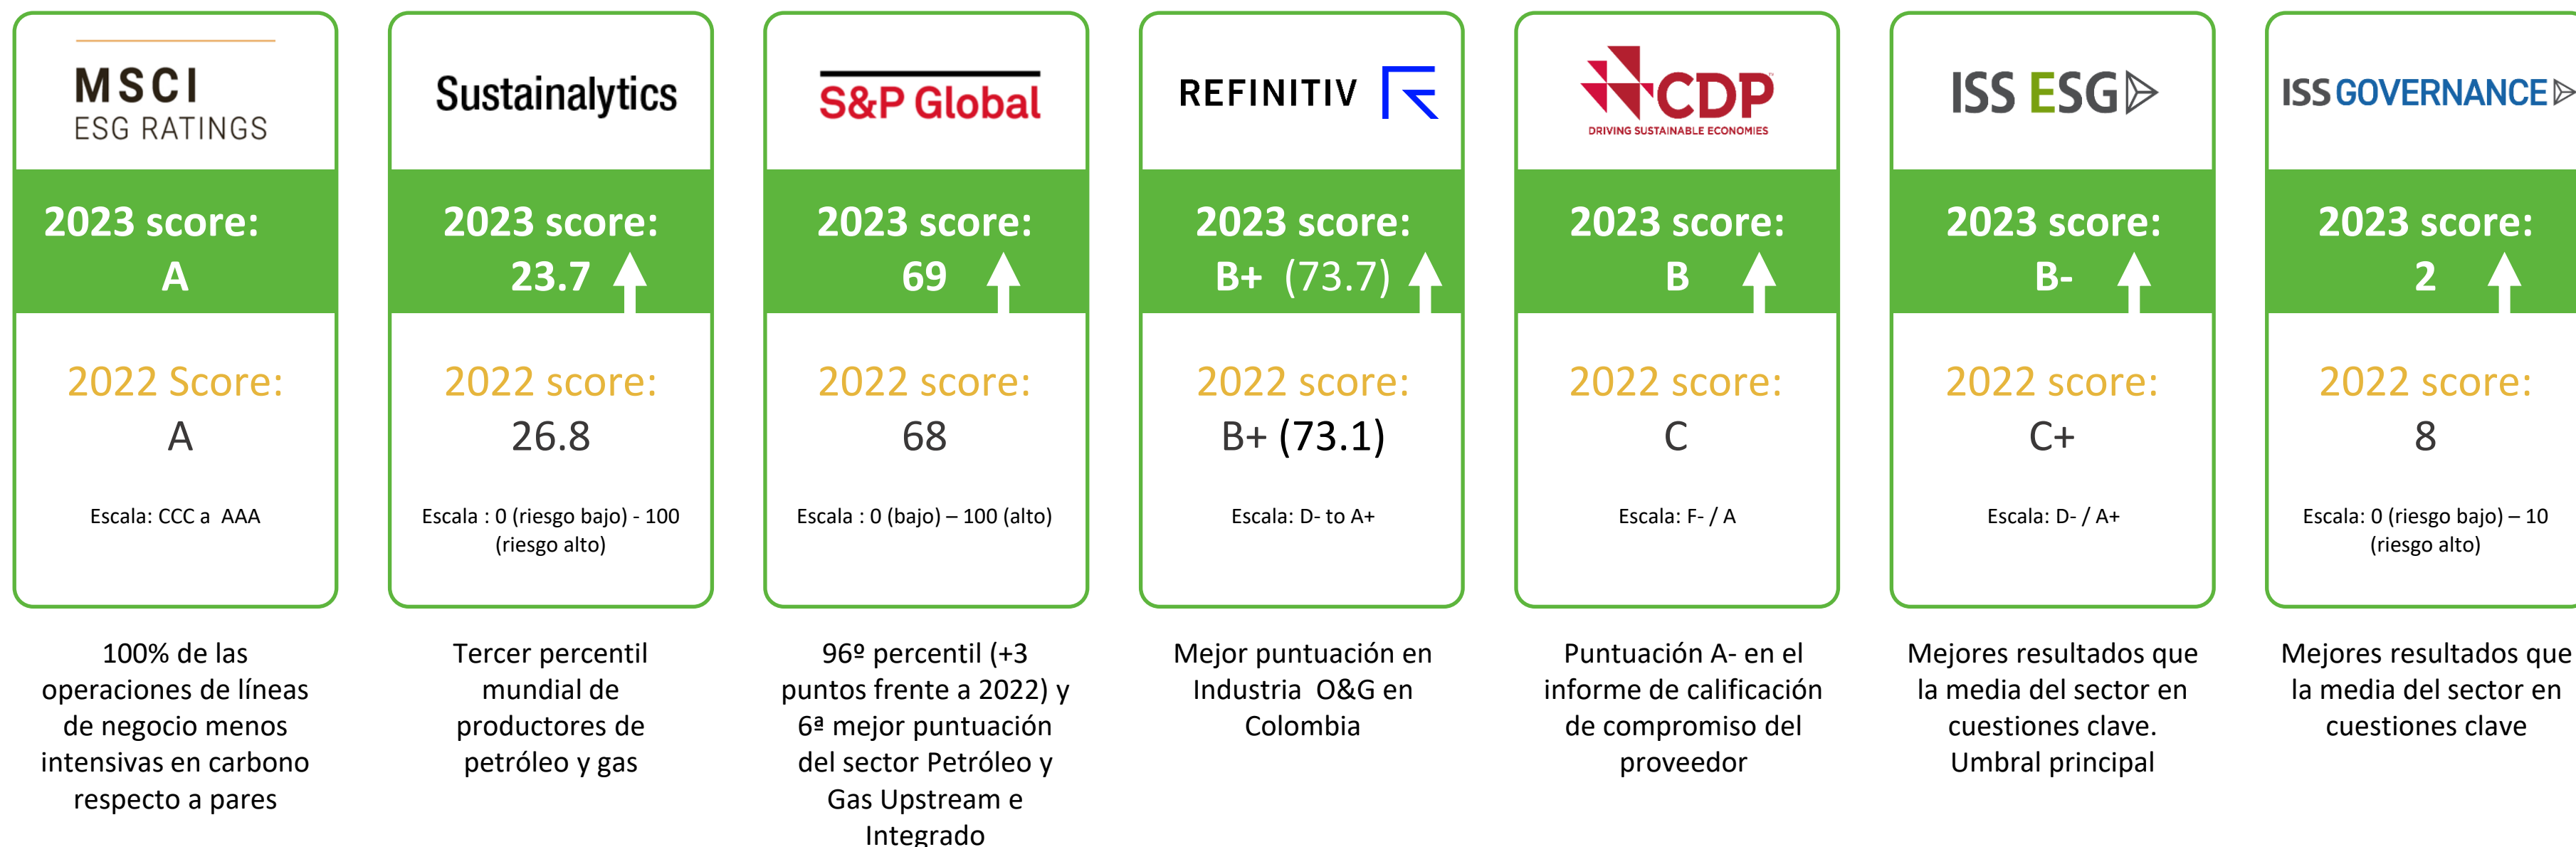 MSCI
ESG RATINGS
2023 score:
A
2022 Score:
A
Escala: CCC a AAA
100% de las
operaciones de líneas
de negocio menos
intensivas en carbono
respecto a pares
Sustainalytics
2023 score:
23.7
2022 score:
26.8
Escala : 0 (riesgo bajo) - 100
(riesgo alto)
Tercer percentil
mundial de
productores de
petróleo y gas
S&P Global
2023 score:
69
2022 score:
68
Escala : 0 (bajo) – 100 (alto)
96º percentil (+3
puntos frente a 2022) y
6ª mejor puntuación
del sector Petróleo y
Gas Upstream e
Integrado
REFINITIV
2023 score:
B+ (73.7)
2022 score:
B+ (73.1)
Escala: D- to A+
Mejor puntuación en
Industria O&G en
Colombia
CDP
DRIVING SUSTAINABLE ECONOMIES
2023 score:
B
2022 score:
C
Escala: F- / A
Puntuación A- en el
informe de calificación
de compromiso del
proveedor
ISS ESG
2023 score:
B-
2022 score:
C+
Escala: D- / A+
Mejores resultados que
la media del sector en
cuestiones clave.
Umbral principal
ISS GOVERNANCE
2023 score:
2
2022 score:
8
Escala: 0 (riesgo bajo) – 10
(riesgo alto)
Mejores resultados que
la media del sector en
cuestiones clave